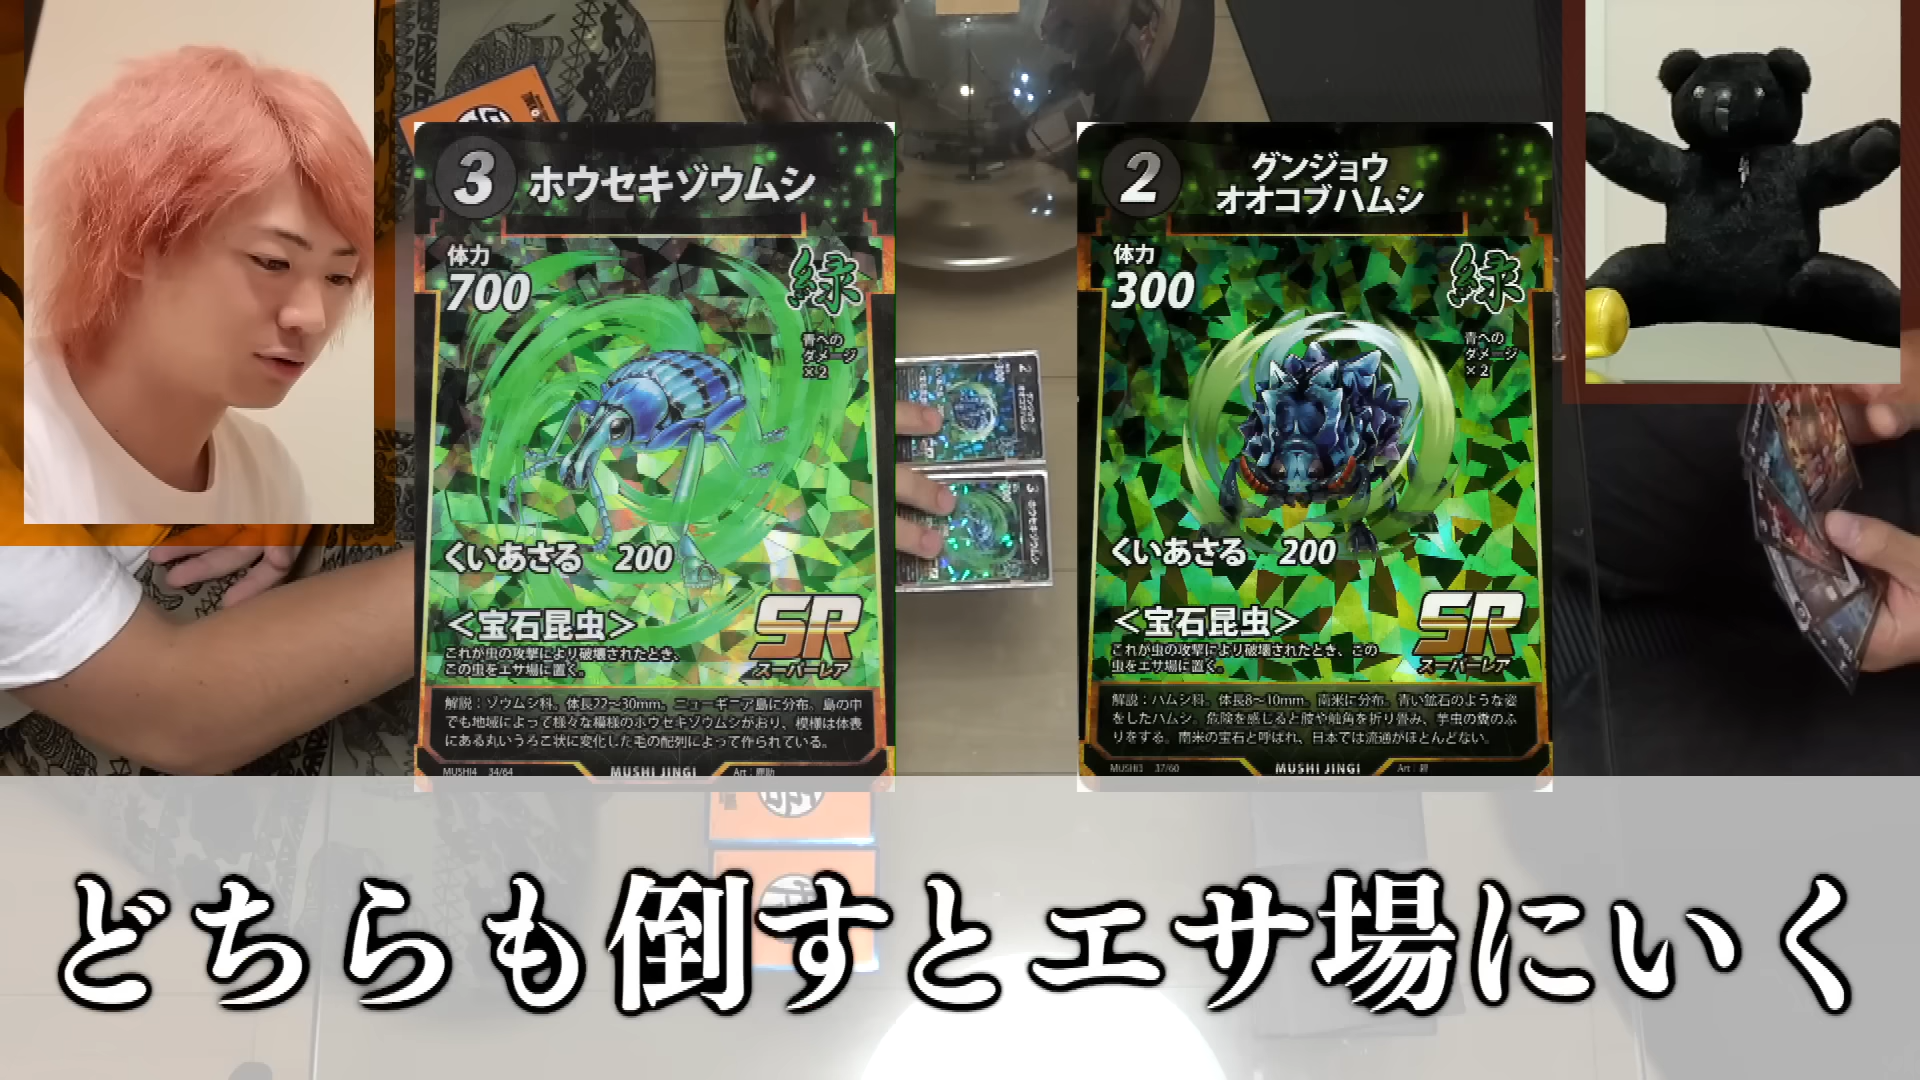 3
ホウセキゾウムシ
体力
700
緑
青への
ダメージ
×2
くいあさる 200
<宝石昆虫>
これが虫の攻撃により破壊されたとき、
この虫をエサ場に置く。
SR
スーパーレア
解説：ゾウムシ科。体長22〜30mm。ニューギニア島に分布。島の中
でも地域によって様々な模様のホウセキゾウムシがおり、模様は体表
にある丸いうろこ状に変化した毛の配列によって作られている。
MUSHI4 34/64
MUSHI JINGI
2
グンジョウ
オオコブハムシ
体力
300
緑
青への
ダメージ
×2
くいあさる 200
<宝石昆虫>
これが虫の攻撃により破壊されたとき、この
虫をエサ場に置く。
SR
スーパーレア
解説：ハムシ科。体長8〜10mm。南米に分布。青い鉱石のような姿
をしたハムシ。危険を感じると肢や触角を折り畳み、芋虫の糞のふ
りをする。南米の宝石と呼ばれ、日本では流通がほとんどない。
MUSHI JINGI
どちらも倒すとエサ場にいく